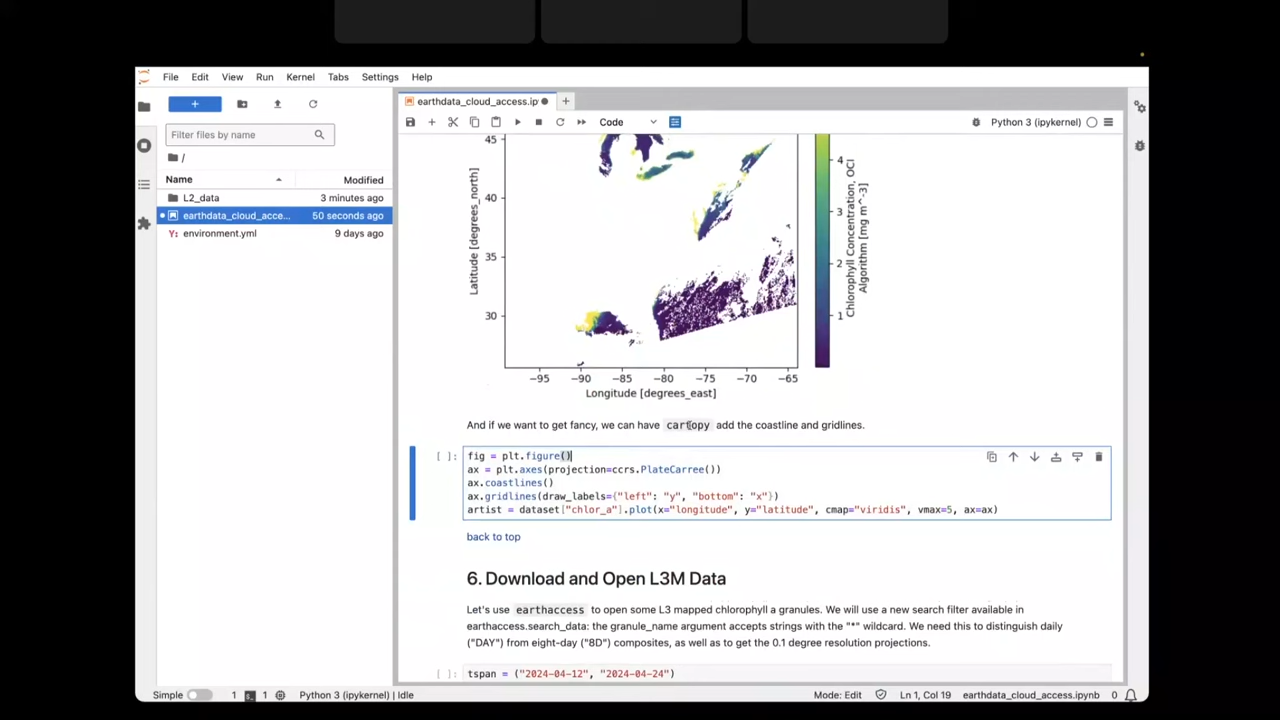 File Edit View Run Kernel Tabs Settings Help
+
Filter files by name
/
Name Modified
L2_data 3 minutes ago
earthdata_cloud_acce... 50 seconds ago
Y: environment.yml 9 days ago
earthdata_cloud_access.ip
+
Code
Python 3 (ipykernel)
45
40
35
30
Latitude [degrees_north]
−95 −90 −85 −80 −75 −70 −65
Longitude [degrees_east]
4
3
2
1
Chlorophyll Concentration, OCI
Algorithm [mg m^-3]
And if we want to get fancy, we can have cartopy add the coastline and gridlines.
[ ]: fig = plt.figure()
ax = plt.axes(projection=ccrs.PlateCarree())
ax.coastlines()
ax.gridlines(draw_labels={"left": "y", "bottom": "x"})
artist = dataset["chlor_a"].plot(x="longitude", y="latitude", cmap="viridis", vmax=5, ax=ax)
back to top
6. Download and Open L3M Data
Let's use earthaccess to open some L3 mapped chlorophyll a granules. We will use a new search filter available in
earthaccess.search_data: the granule_name argument accepts strings with the "*" wildcard. We need this to distinguish daily
("DAY") from eight-day ("8D") composites, as well as to get the 0.1 degree resolution projections.
[ ]: tspan = ("2024-04-12", "2024-04-24")
Simple 1 1 Python 3 (ipykernel) | Idle Mode: Edit Ln 1, Col 19 earthdata_cloud_access.ipynb 0